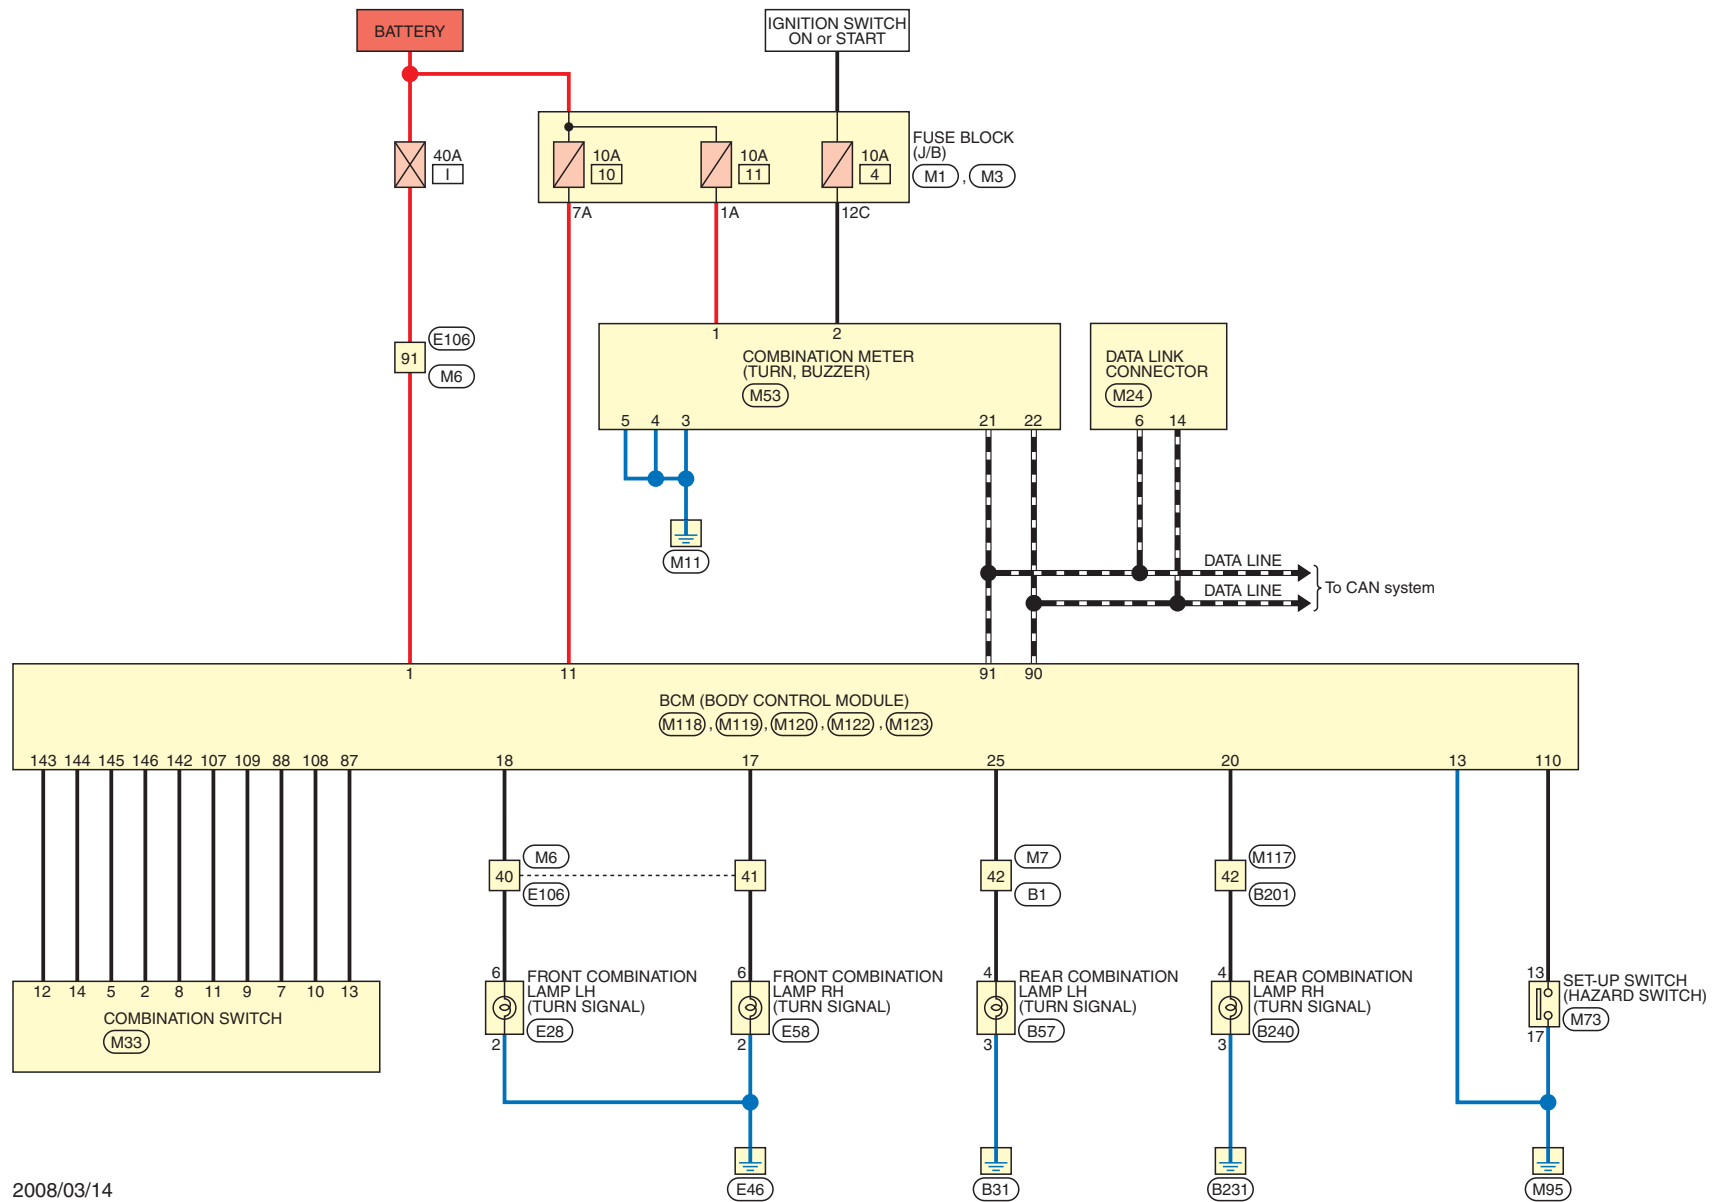 BATTERY
IGNITION SWITCH
ON or START
40A
I
10A
10
10A
11
10A
4
FUSE BLOCK
(J/B)
M1 , M3
7A
1A
12C
91
E106
M6
1
2
COMBINATION METER
(TURN, BUZZER)
M53
5
4
3
21
22
DATA LINK
CONNECTOR
M24
6
14
M11
DATA LINE
DATA LINE
To CAN system
1
11
91
90
BCM (BODY CONTROL MODULE)
M118 , M119 , M120 , M122 , M123
143 144 145 146 142 107 109 88 108 87
18
17
25
20
13
110
40
M6
E106
41
42
M7
B1
42
M117
B201
12 14 5 2 8 11 9 7 10 13
COMBINATION SWITCH
M33
6
FRONT COMBINATION
LAMP LH
(TURN SIGNAL)
E28
2
6
FRONT COMBINATION
LAMP RH
(TURN SIGNAL)
E58
2
4
REAR COMBINATION
LAMP LH
(TURN SIGNAL)
B57
3
4
REAR COMBINATION
LAMP RH
(TURN SIGNAL)
B240
3
13
SET-UP SWITCH
(HAZARD SWITCH)
M73
17
E46
B31
B231
M95
2008/03/14